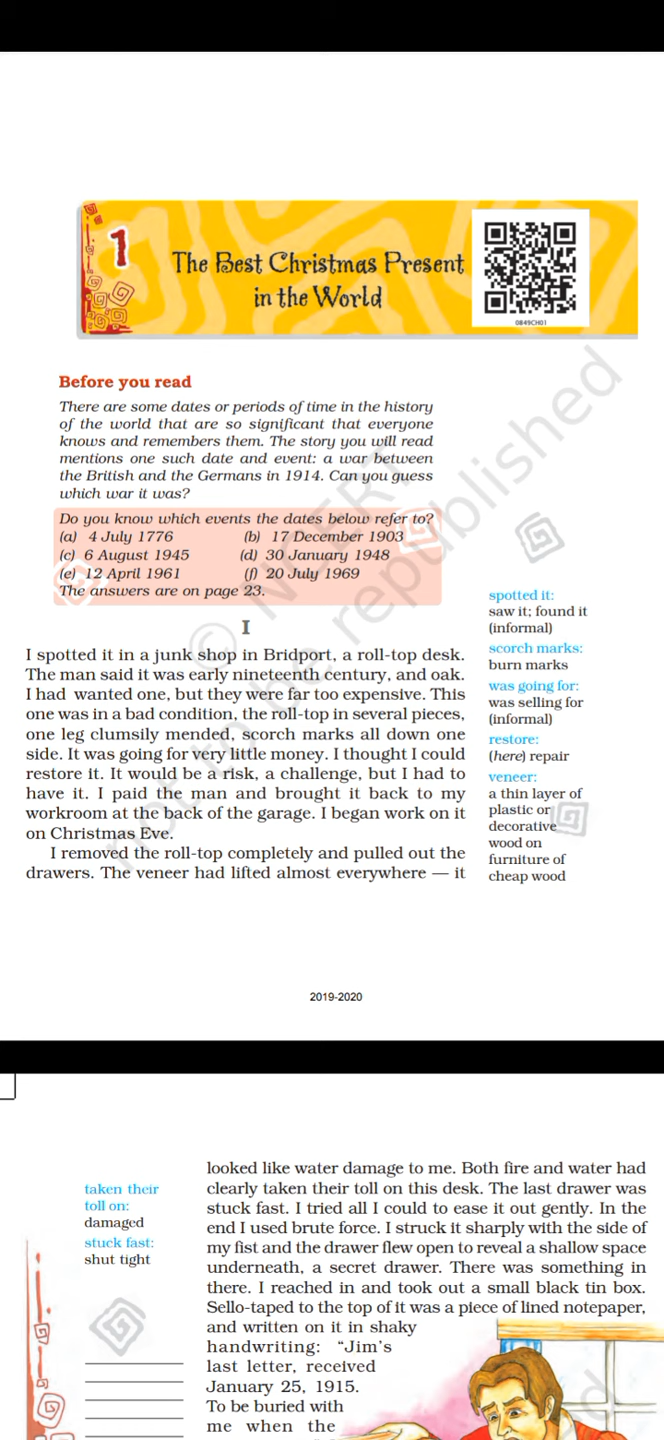 1
The Best Christmas Present
in the World
0849CH01
Before you read
There are some dates or periods of time in the history
of the world that are so significant that everyone
knows and remembers them. The story you will read
mentions one such date and event: a war between
the British and the Germans in 1914. Can you guess
which war it was?
Do you know which events the dates below refer to?
(a) 4 July 1776 (b) 17 December 1903
(c) 6 August 1945 (d) 30 January 1948
(e) 12 April 1961 (f) 20 July 1969
The answers are on page 23.
I
I spotted it in a junk shop in Bridport, a roll-top desk.
The man said it was early nineteenth century, and oak.
I had wanted one, but they were far too expensive. This
one was in a bad condition, the roll-top in several pieces,
one leg clumsily mended, scorch marks all down one
side. It was going for very little money. I thought I could
restore it. It would be a risk, a challenge, but I had to
have it. I paid the man and brought it back to my
workroom at the back of the garage. I began work on it
on Christmas Eve.
I removed the roll-top completely and pulled out the
drawers. The veneer had lifted almost everywhere — it
spotted it:
saw it; found it
(informal)
scorch marks:
burn marks
was going for:
was selling for
(informal)
restore:
(here) repair
veneer:
a thin layer of
plastic or
decorative
wood on
furniture of
cheap wood
© NCERT
not to be republished
2019-2020
taken their
toll on:
damaged
stuck fast:
shut tight
looked like water damage to me. Both fire and water had
clearly taken their toll on this desk. The last drawer was
stuck fast. I tried all I could to ease it out gently. In the
end I used brute force. I struck it sharply with the side of
my fist and the drawer flew open to reveal a shallow space
underneath, a secret drawer. There was something in
there. I reached in and took out a small black tin box.
Sello-taped to the top of it was a piece of lined notepaper,
and written on it in shaky
handwriting: “Jim’s
last letter, received
January 25, 1915.
To be buried with
me when the